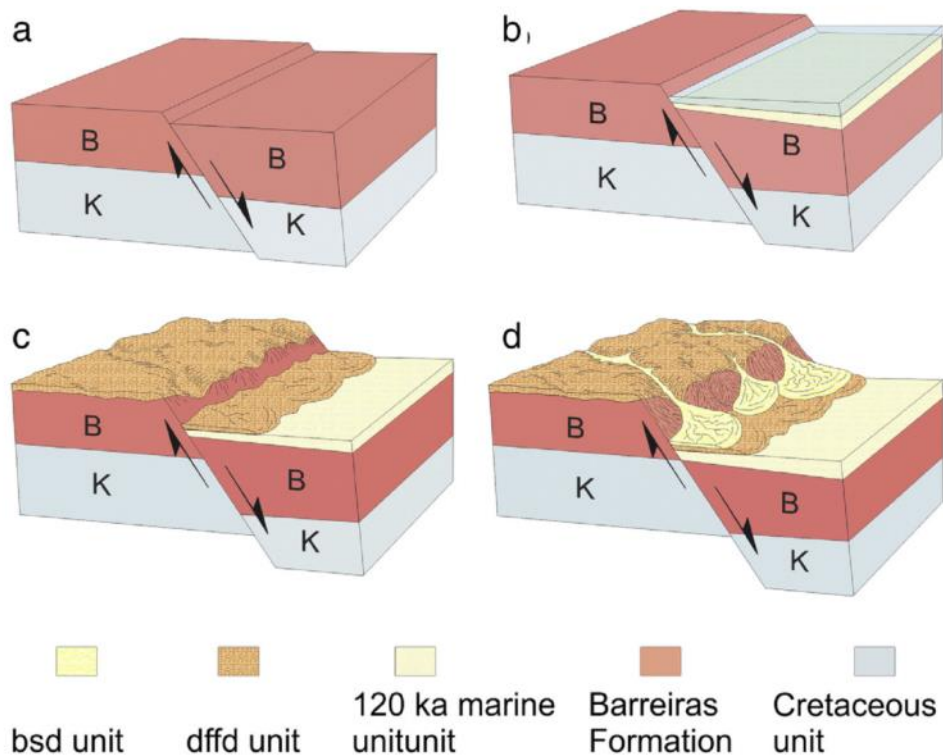 a
b
B
B
K
K
B
B
K
K
c
d
B
B
K
K
B
B
K
K
bsd unit
dffd unit
120 ka marine
unitunit
Barreiras
Formation
Cretaceous
unit